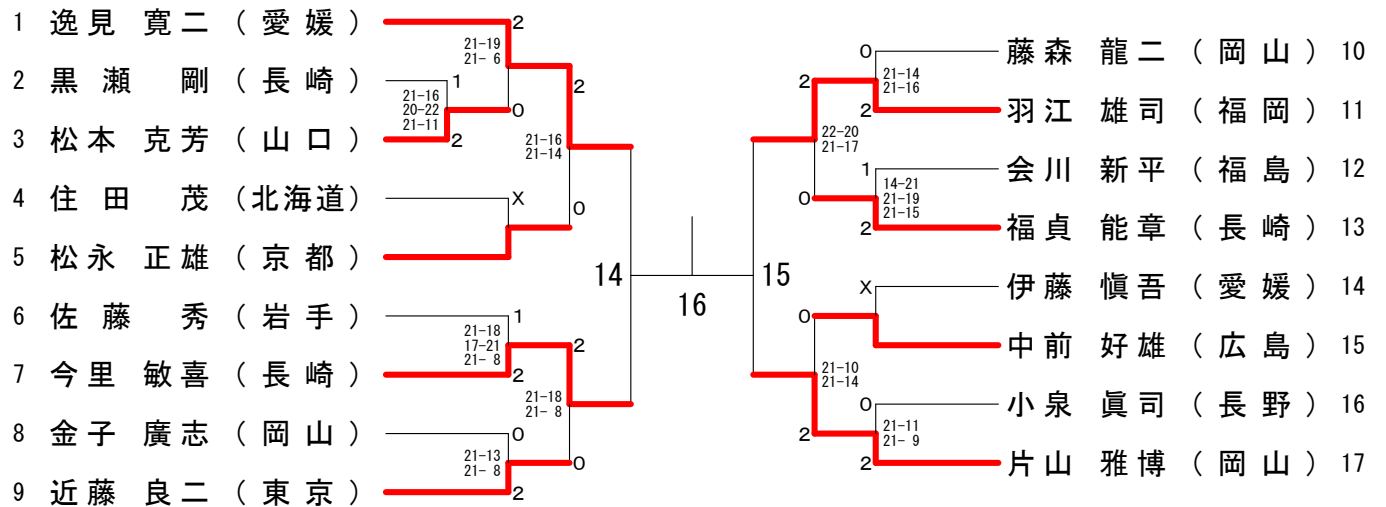 1 逸見 寛二 (愛媛)
2 黒瀬 剛 (長崎)
3 松本 克芳 (山口)
4 住田 茂 (北海道)
5 松永 正雄 (京都)
6 佐藤 秀 (岩手)
7 今里 敏喜 (長崎)
8 金子 廣志 (岡山)
9 近藤 良二 (東京)
2
21-19
21- 6
1
21-16
20-22
21-11
0
2
2
21-16
21-14
X
0
14
1
21-18
17-21
21- 8
2
2
21-18
21- 8
0
21-13
21- 8
0
2
16
15
0
21-14
21-16
2
2
22-20
21-17
1
14-21
21-19
21-15
0
2
X
0
21-10
21-14
0
21-11
21- 9
2
2
藤森 龍二 (岡山) 10
羽江 雄司 (福岡) 11
会川 新平 (福島) 12
福貞 能章 (長崎) 13
伊藤 愼吾 (愛媛) 14
中前 好雄 (広島) 15
小泉 眞司 (長野) 16
片山 雅博 (岡山) 17